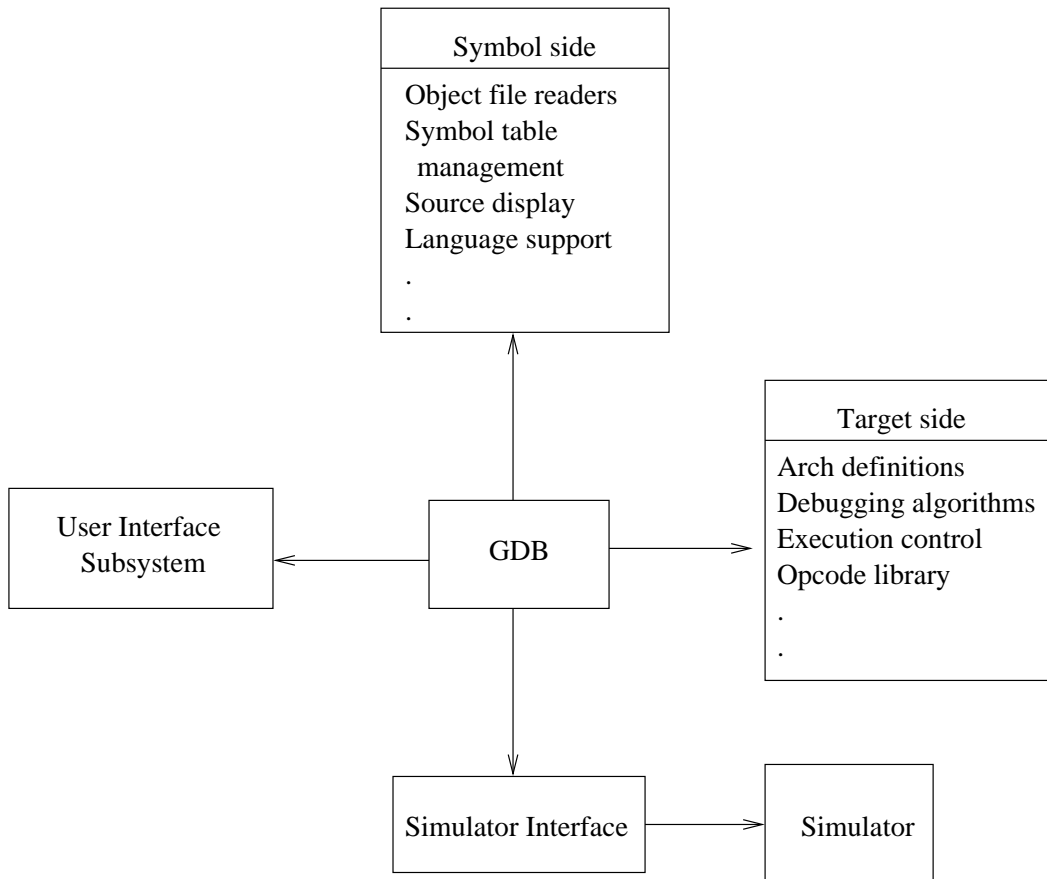 Symbol side
Object file readers
Symbol table
management
Source display
Language support
.
.
Target side
Arch definitions
Debugging algorithms
Execution control
Opcode library
.
.
User Interface
Subsystem
GDB
Simulator Interface
Simulator